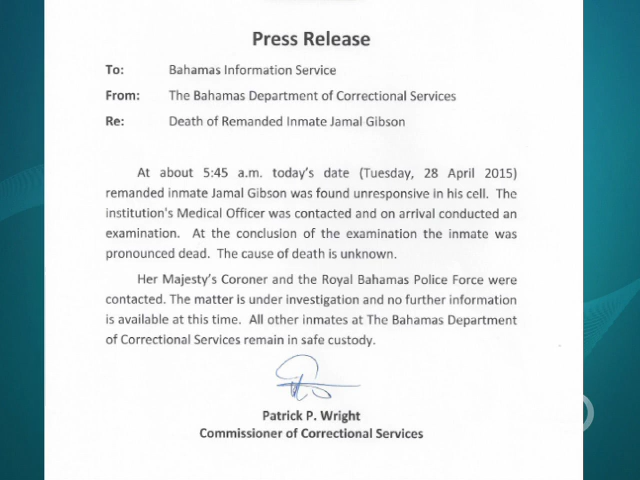 Press Release
To: Bahamas Information Service
From: The Bahamas Department of Correctional Services
Re: Death of Remanded Inmate Jamal Gibson
At about 5:45 a.m. today's date (Tuesday, 28 April 2015)
remanded inmate Jamal Gibson was found unresponsive in his cell. The
institution's Medical Officer was contacted and on arrival conducted an
examination. At the conclusion of the examination the inmate was
pronounced dead. The cause of death is unknown.
Her Majesty's Coroner and the Royal Bahamas Police Force were
contacted. The matter is under investigation and no further information
is available at this time. All other inmates at The Bahamas Department
of Correctional Services remain in safe custody.
Patrick P. Wright
Commissioner of Correctional Services